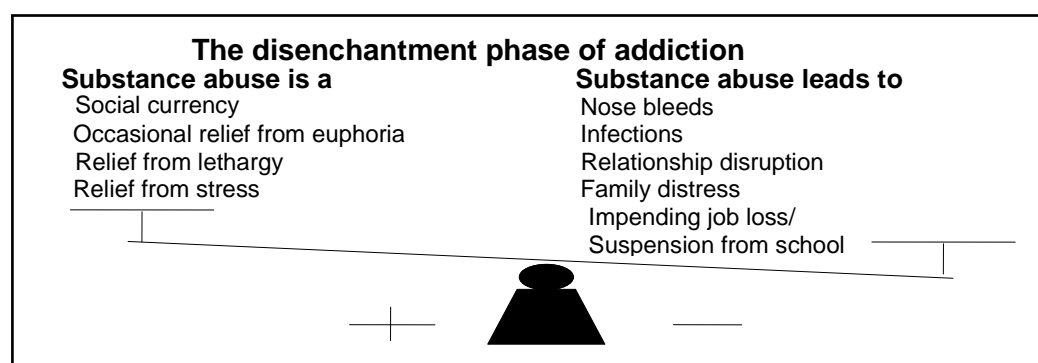 The disenchantment phase of addiction
Substance abuse is a
Social currency
Occasional relief from euphoria
Relief from lethargy
Relief from stress
Substance abuse leads to
Nose bleeds
Infections
Relationship disruption
Family distress
Impending job loss/
Suspension from school